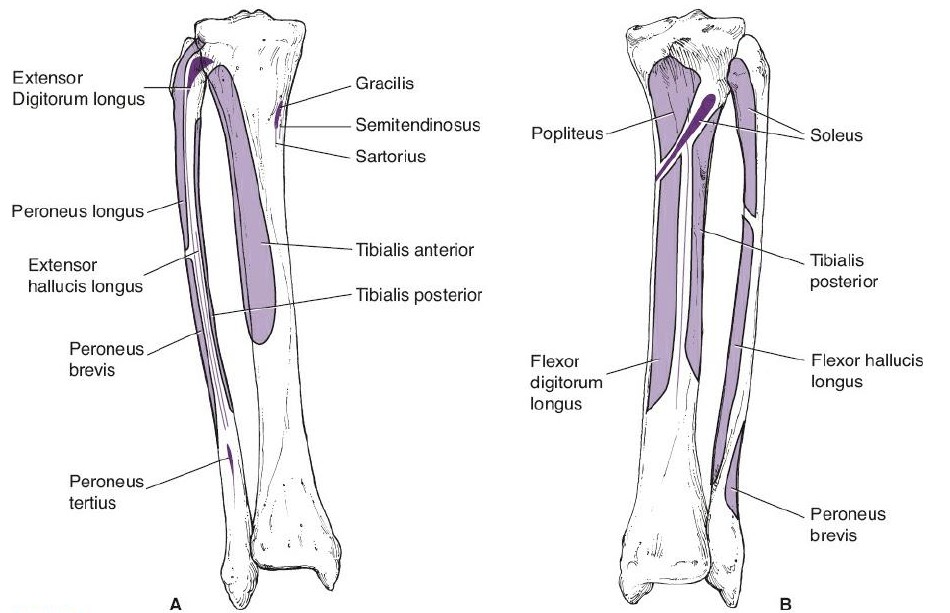 Extensor
Digitorum longus
Gracilis
Semitendinosus
Sartorius
Peroneus longus
Extensor
hallucis longus
Tibialis anterior
Tibialis posterior
Peroneus
brevis
Peroneus
tertius
A
Popliteus
Soleus
Tibialis
posterior
Flexor
digitorum
longus
Flexor hallucis
longus
Peroneus
brevis
B